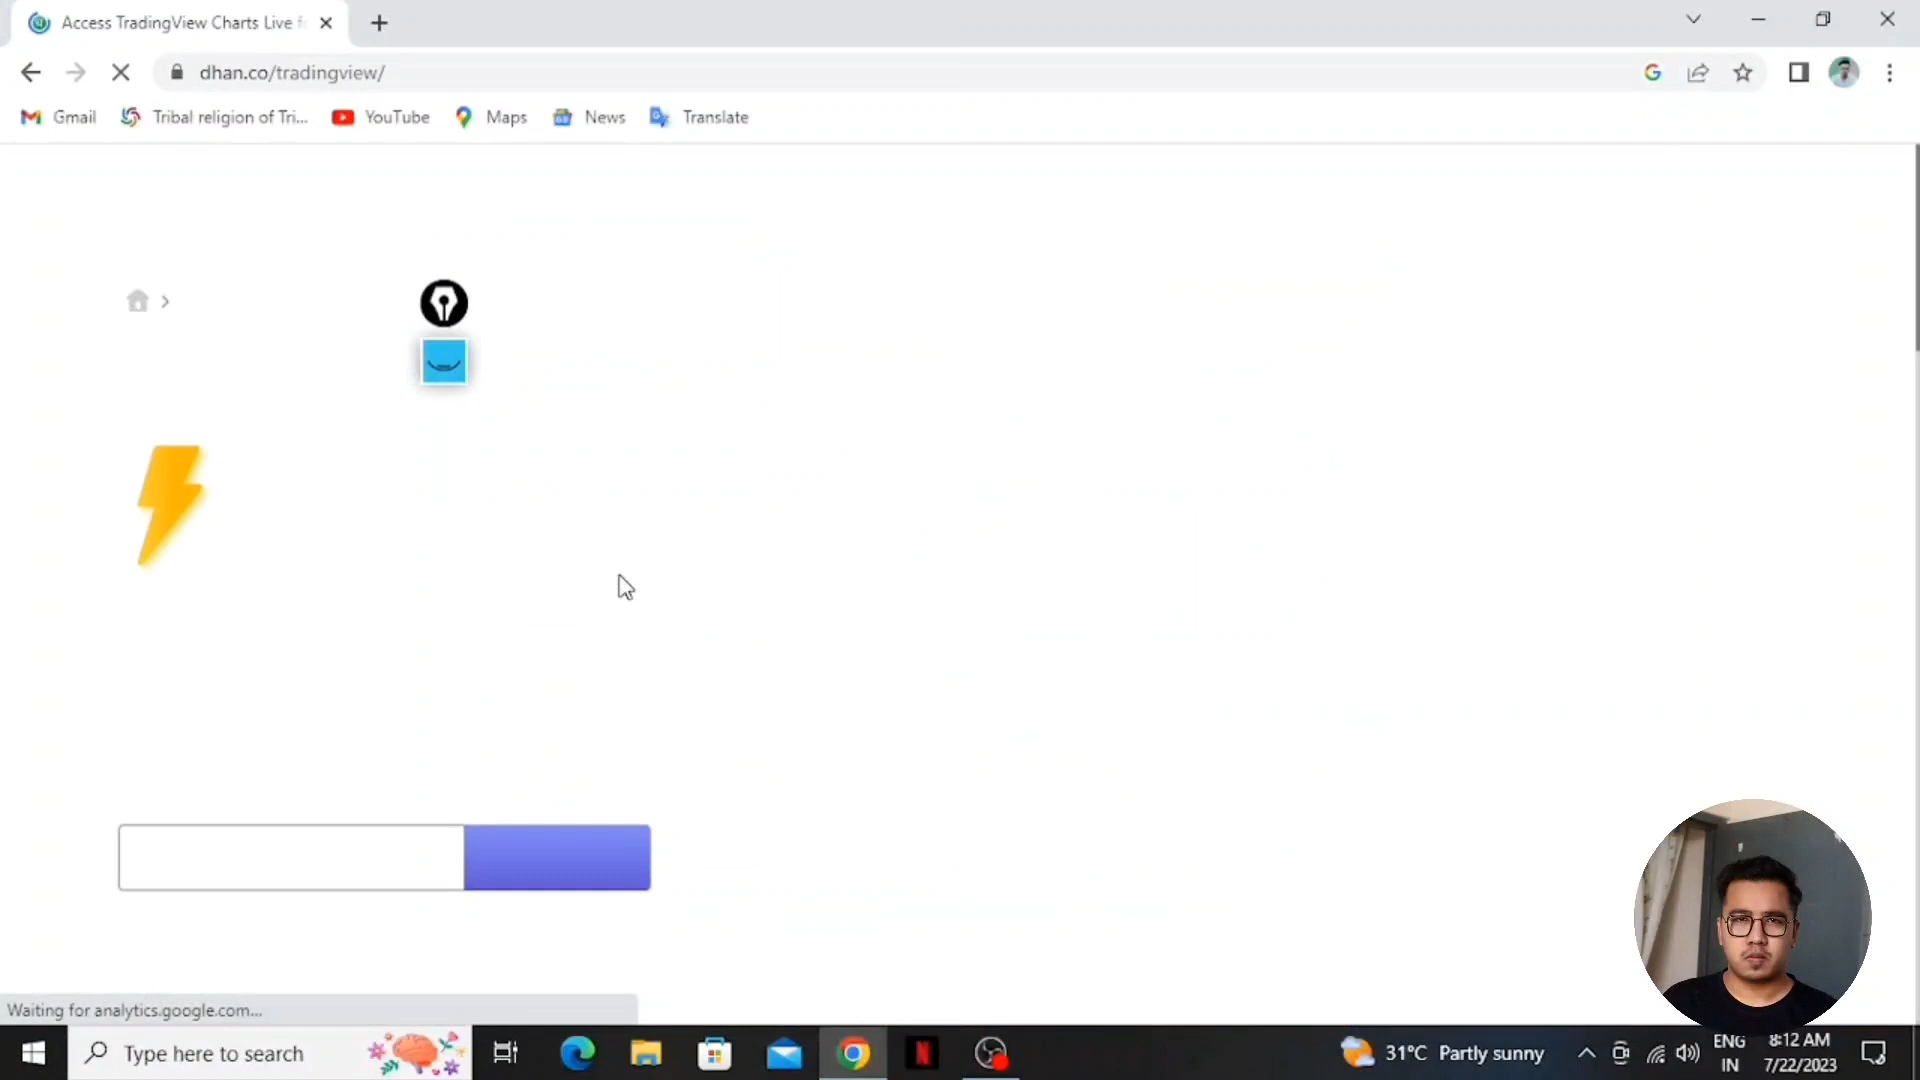 Access TradingView Charts Live f
dhan.co/tradingview/
Gmail
Tribal religion of Tri...
YouTube
Maps
News
Translate
Waiting for analytics.google.com...
Type here to search
31°C Partly sunny
ENG
IN
8:12 AM
7/22/2023